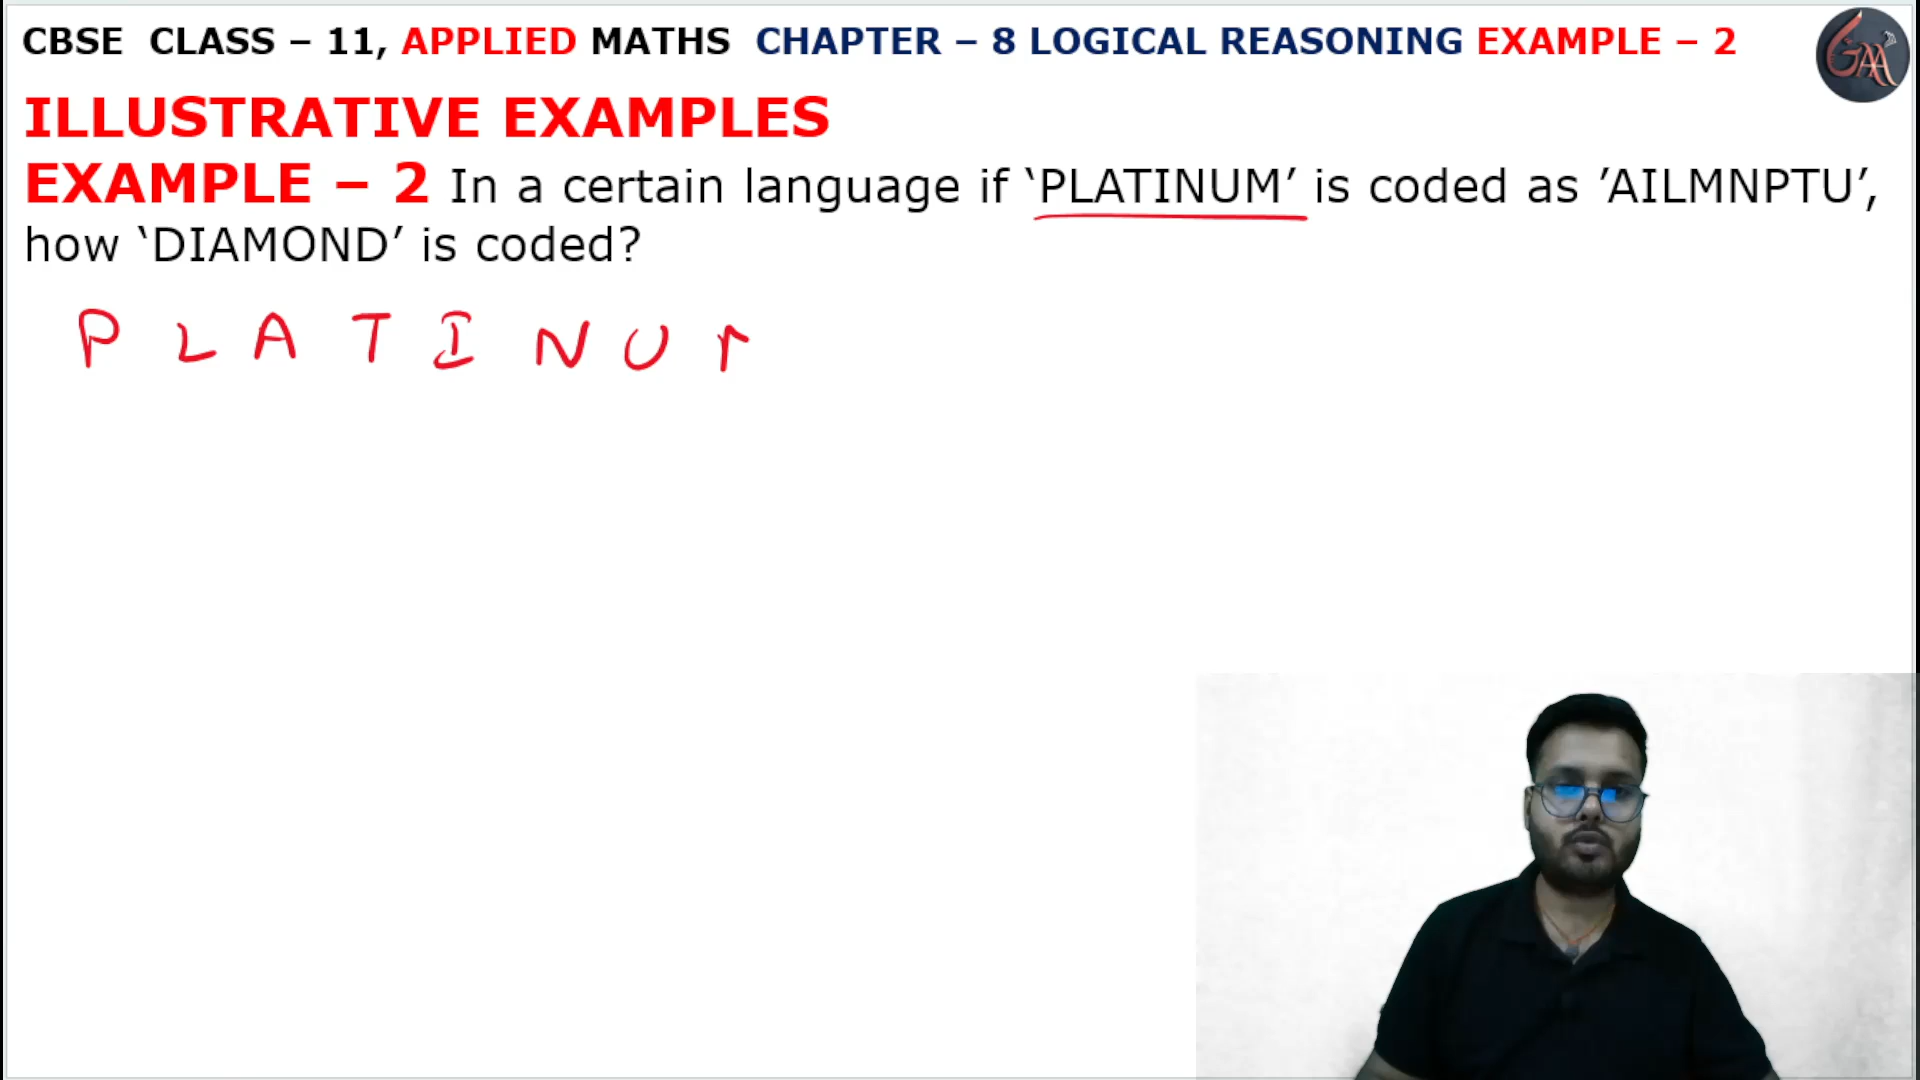 CBSE CLASS – 11, APPLIED MATHS CHAPTER – 8 LOGICAL REASONING EXAMPLE – 2
ILLUSTRATIVE EXAMPLES
EXAMPLE – 2 In a certain language if ‘PLATINUM’ is coded as ’AILMNPTU’,
how ‘DIAMOND’ is coded?
P L A T I N U